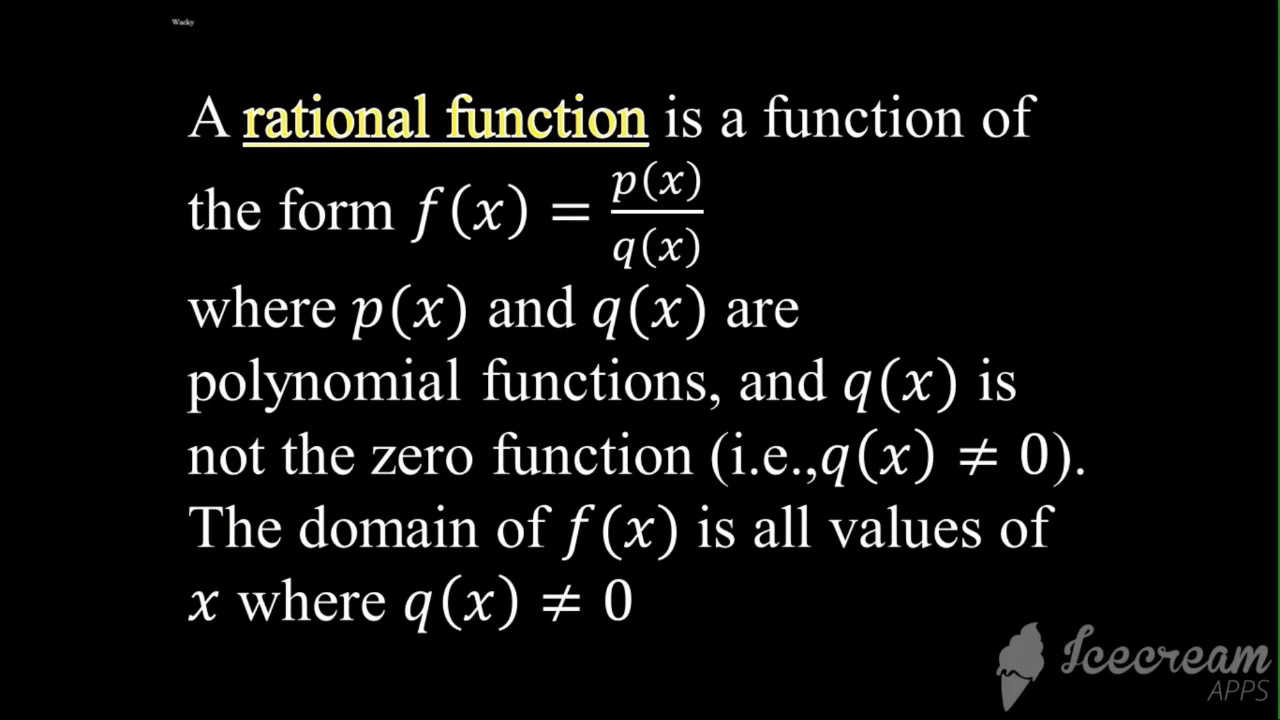 Wacky
A rational function is a function of
the form f(x) = p(x)/q(x)
where p(x) and q(x) are
polynomial functions, and q(x) is
not the zero function (i.e.,q(x) ≠ 0).
The domain of f(x) is all values of
x where q(x) ≠ 0
Icecream
APPS